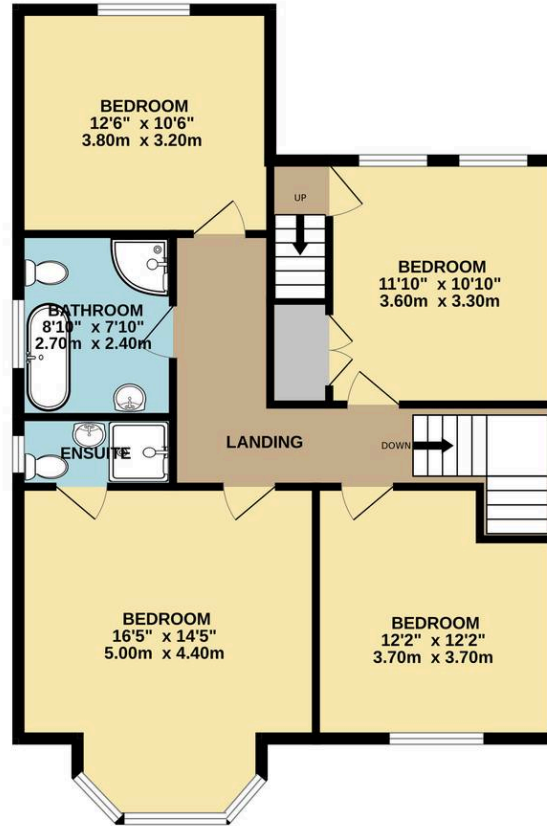 BEDROOM
12'6" x 10'6"
3.80m x 3.20m
UP
BEDROOM
11'10" x 10'10"
3.60m x 3.30m
BATHROOM
8'10" x 7'10"
2.70m x 2.40m
ENSUITE
LANDING
DOWN
BEDROOM
16'5" x 14'5"
5.00m x 4.40m
BEDROOM
12'2" x 12'2"
3.70m x 3.70m